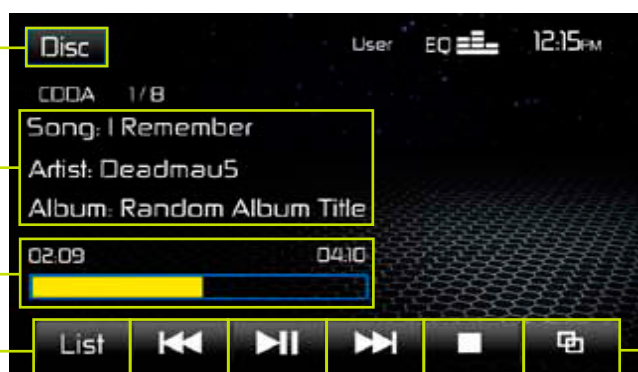 Disc User EQ 12:15PM
CDDA 1/8
Song: I Remember
Artist: Deadmau5
Album: Random Album Title
02:09 04:10
List